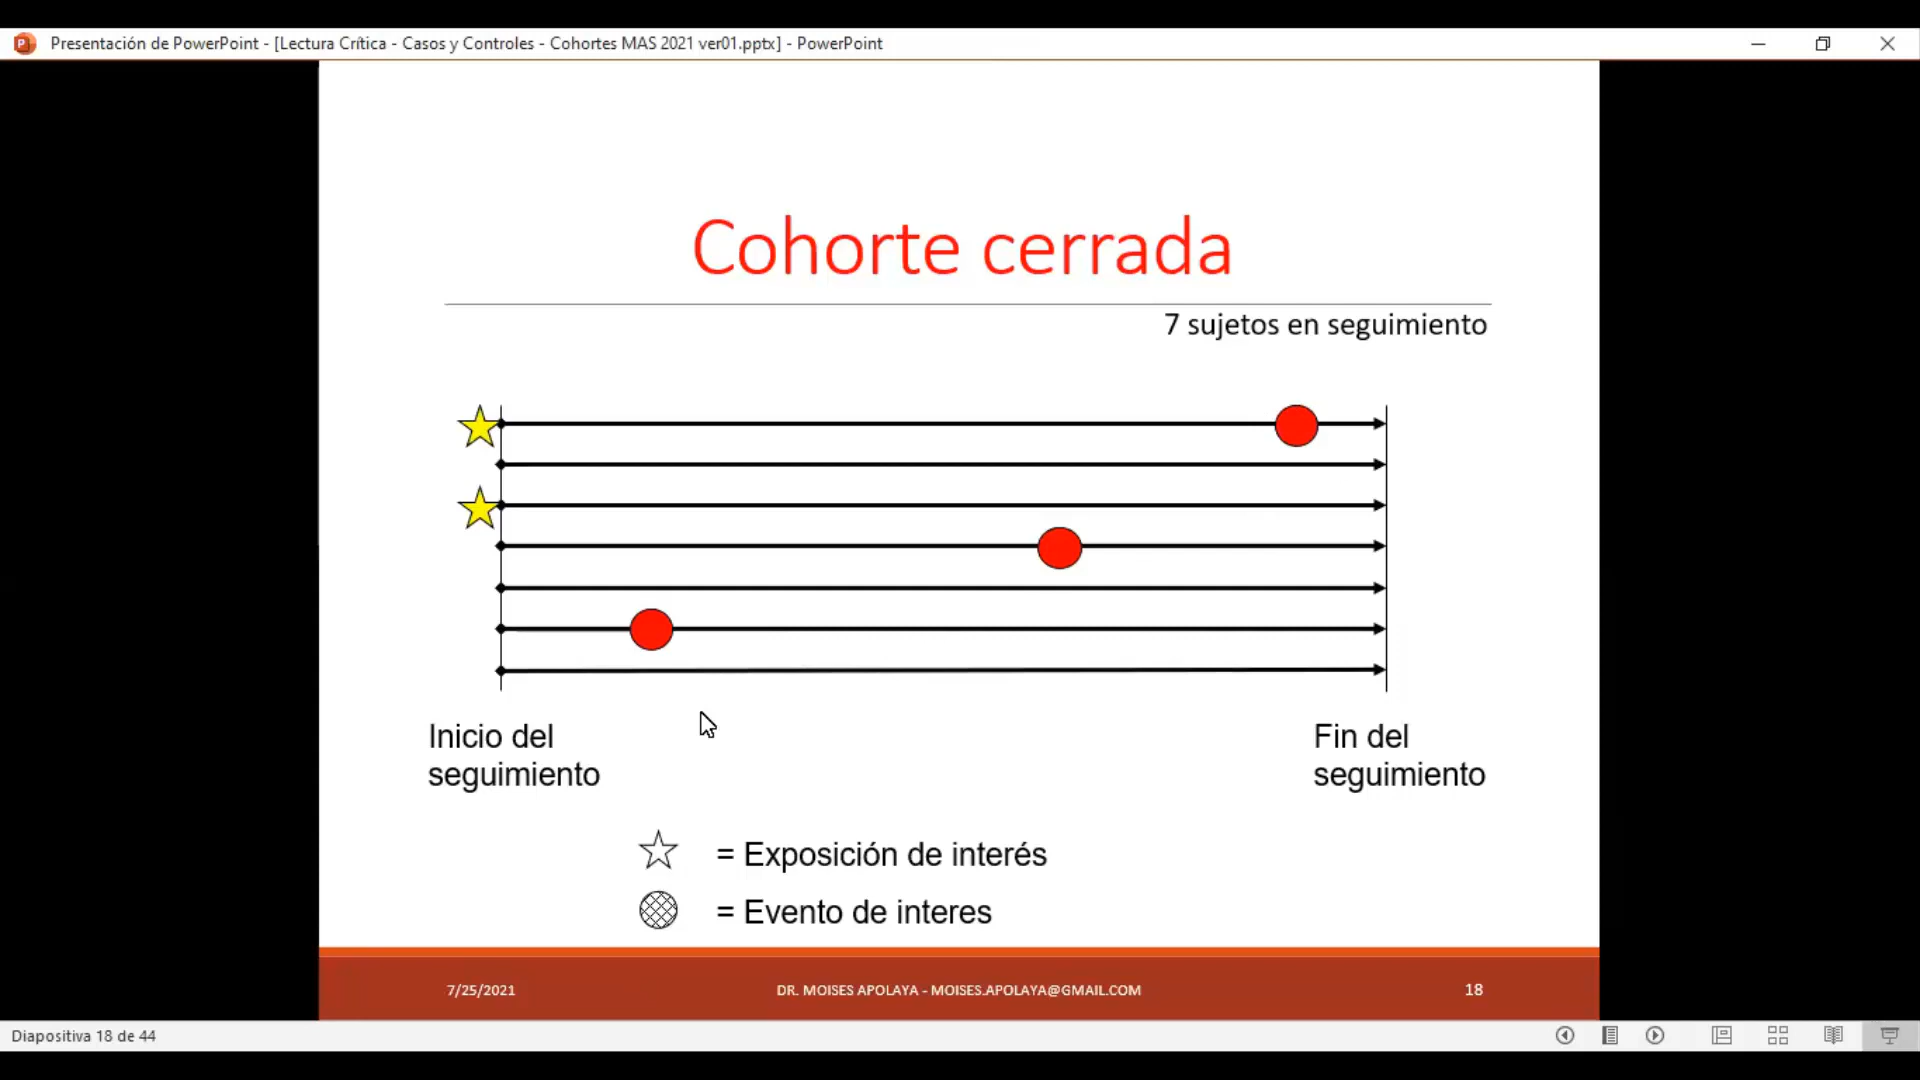 Presentación de PowerPoint - [Lectura Crítica - Casos y Controles - Cohortes MAS 2021 ver01.pptx] - PowerPoint
Cohorte cerrada
7 sujetos en seguimiento
Inicio del
seguimiento
Fin del
seguimiento
= Exposición de interés
= Evento de interes
7/25/2021
DR. MOISES APOLAYA - MOISES.APOLAYA@GMAIL.COM
18
Diapositiva 18 de 44